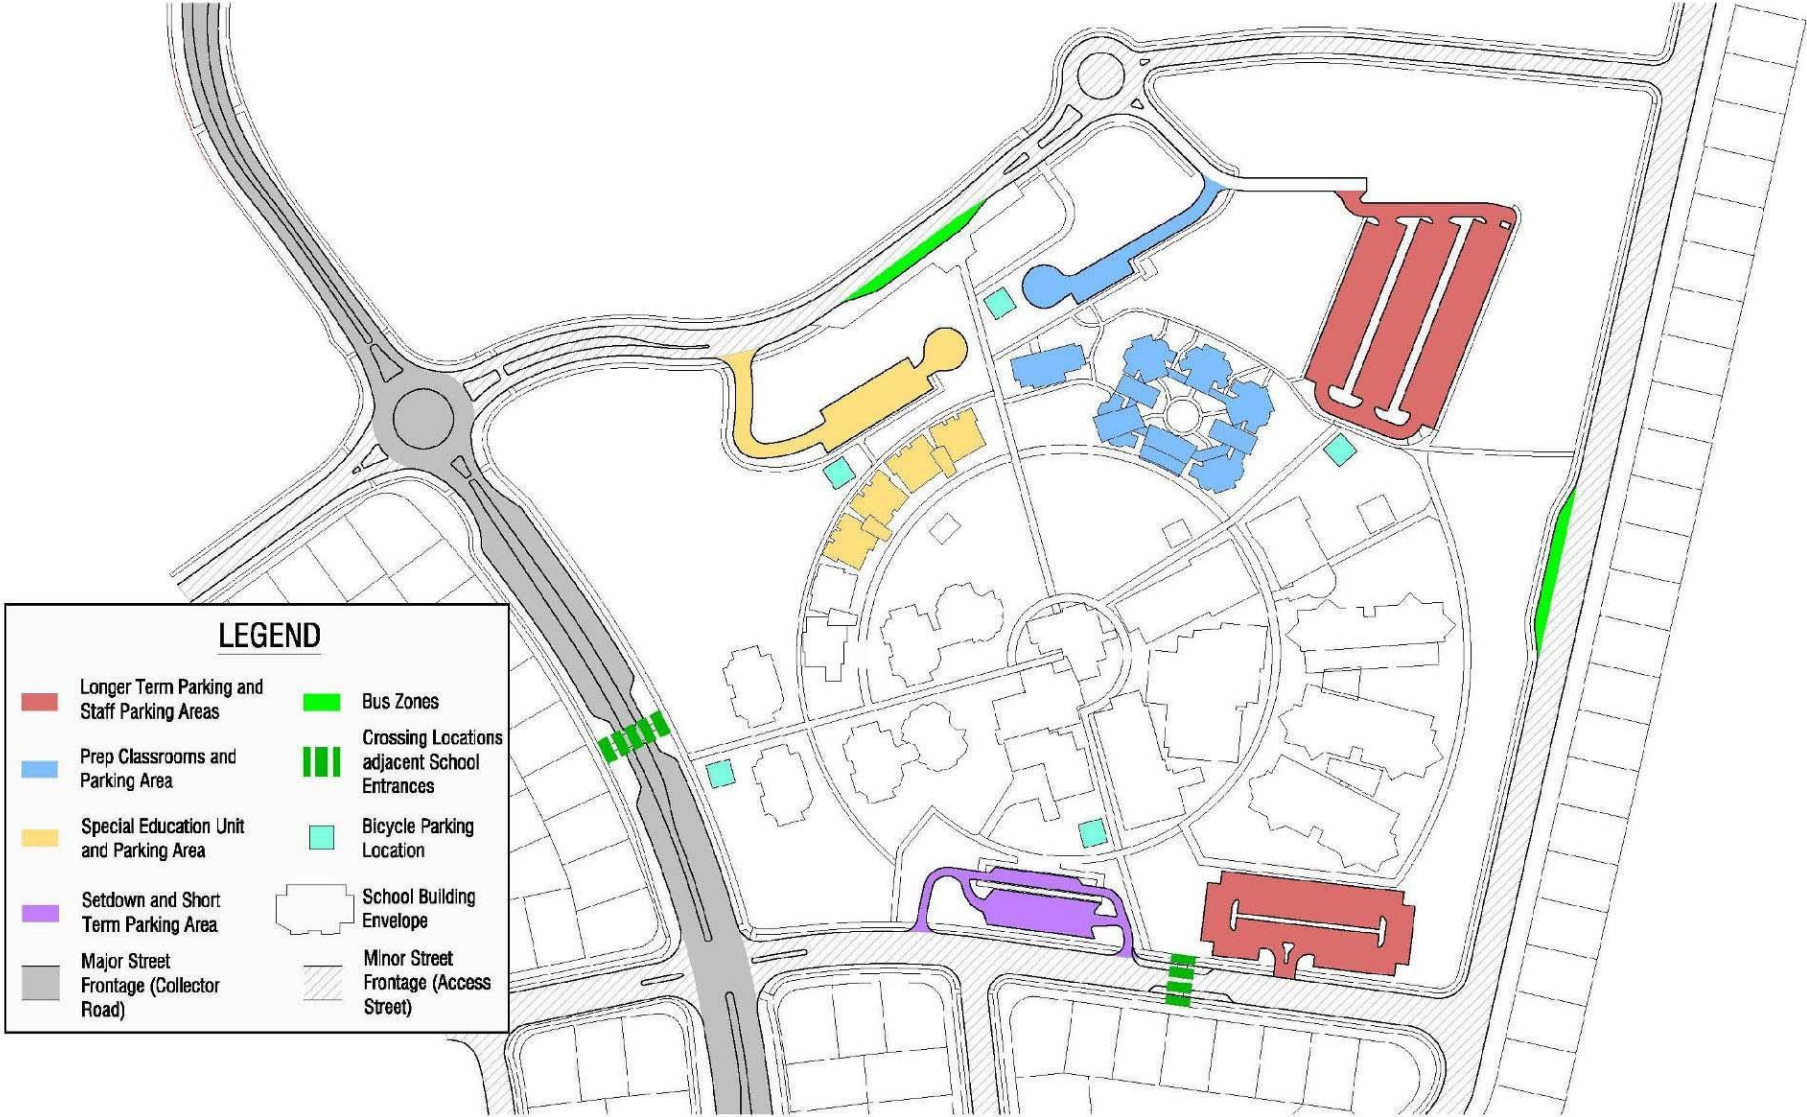 LEGEND
Longer Term Parking and
Staff Parking Areas
Prep Classrooms and
Parking Area
Special Education Unit
and Parking Area
Setdown and Short
Term Parking Area
Major Street
Frontage (Collector
Road)
Bus Zones
Crossing Locations
adjacent School
Entrances
Bicycle Parking
Location
School Building
Envelope
Minor Street
Frontage (Access
Street)